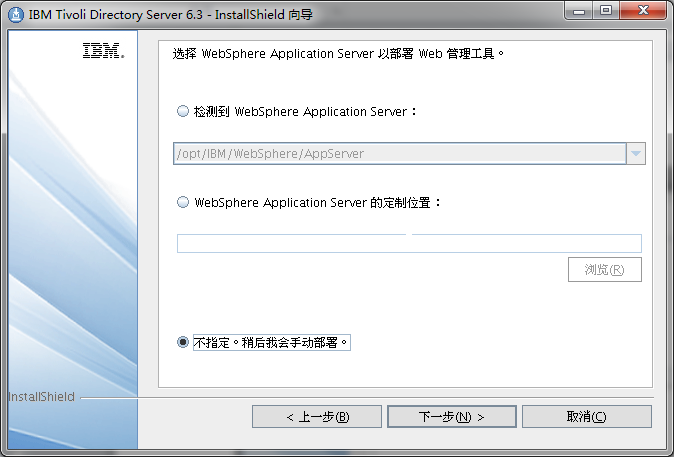 IBM Tivoli Directory Server 6.3 - InstallShield 向导
IBM.
选择 WebSphere Application Server 以部署 Web 管理工具。
检测到 WebSphere Application Server：
/opt/IBM/WebSphere/AppServer
WebSphere Application Server 的定制位置：
浏览(R)
不指定。稍后我会手动部署。
InstallShield
< 上一步(B)
下一步(N) >
取消(C)